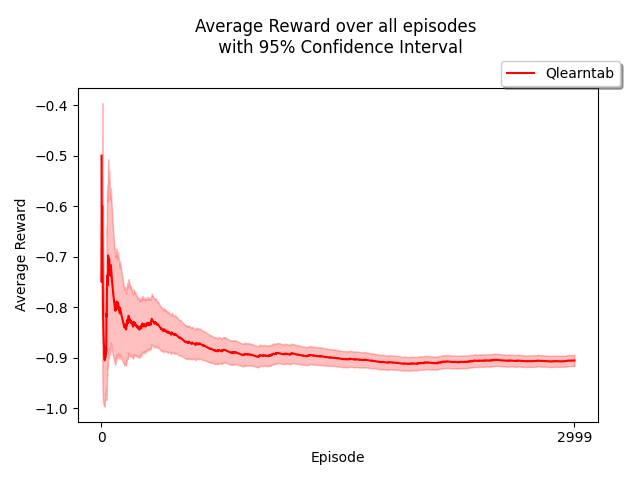 Average Reward over all episodes
with 95% Confidence Interval
Qlearntab
Average Reward
−0.4
−0.5
−0.6
−0.7
−0.8
−0.9
−1.0
0
2999
Episode